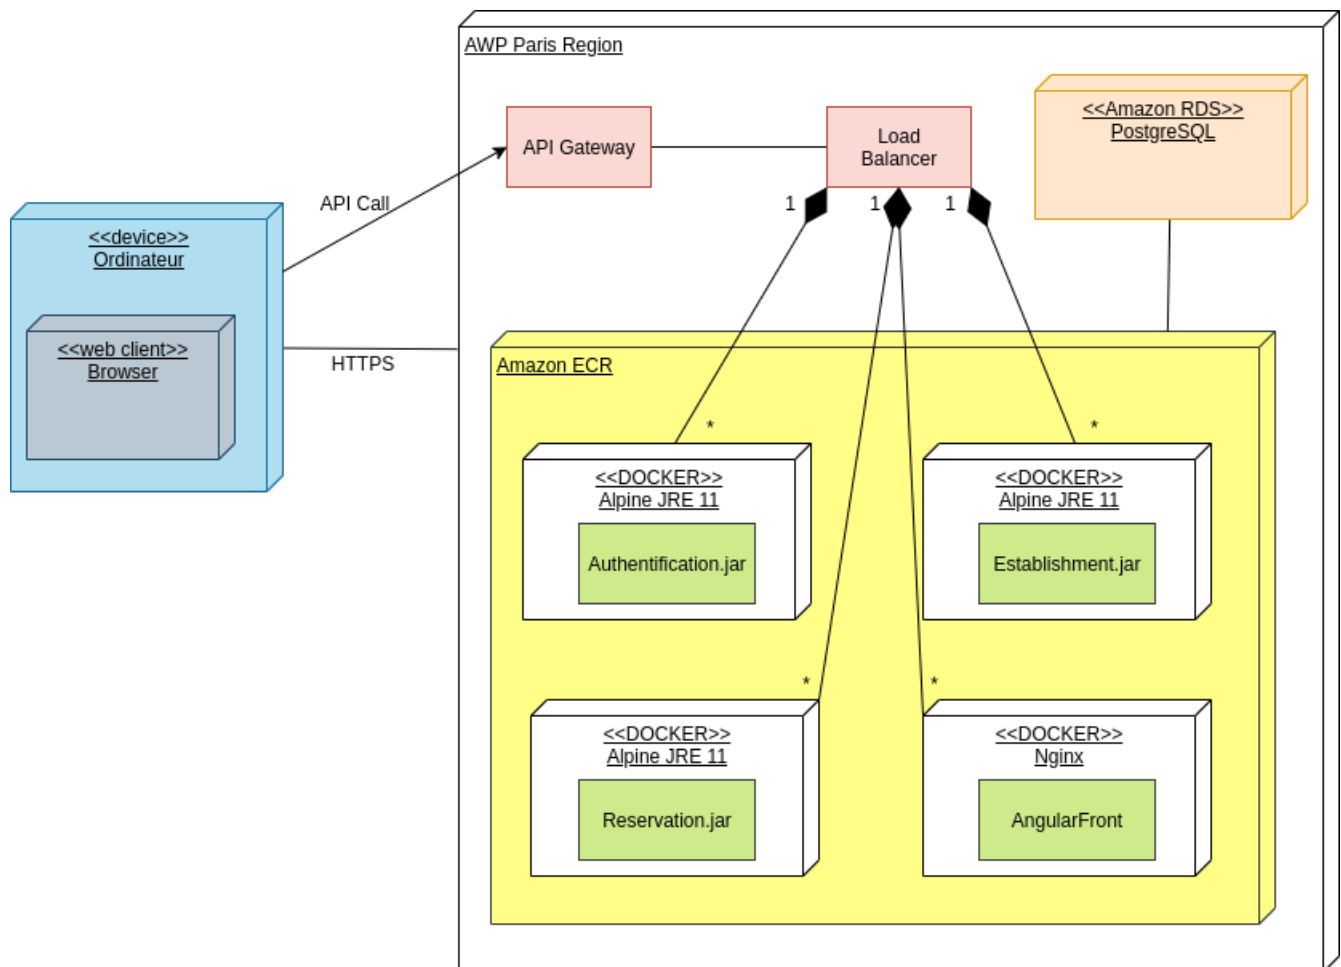 AWP Paris Region
<<Amazon RDS>>
PostgreSQL
API Gateway
Load
Balancer
API Call
1
1
1
<<device>>
Ordinateur
<<web client>>
Browser
HTTPS
Amazon ECR
*
*
<<DOCKER>>
Alpine JRE 11
Authentification.jar
<<DOCKER>>
Alpine JRE 11
Establishment.jar
*
*
<<DOCKER>>
Alpine JRE 11
Reservation.jar
<<DOCKER>>
Nginx
AngularFront